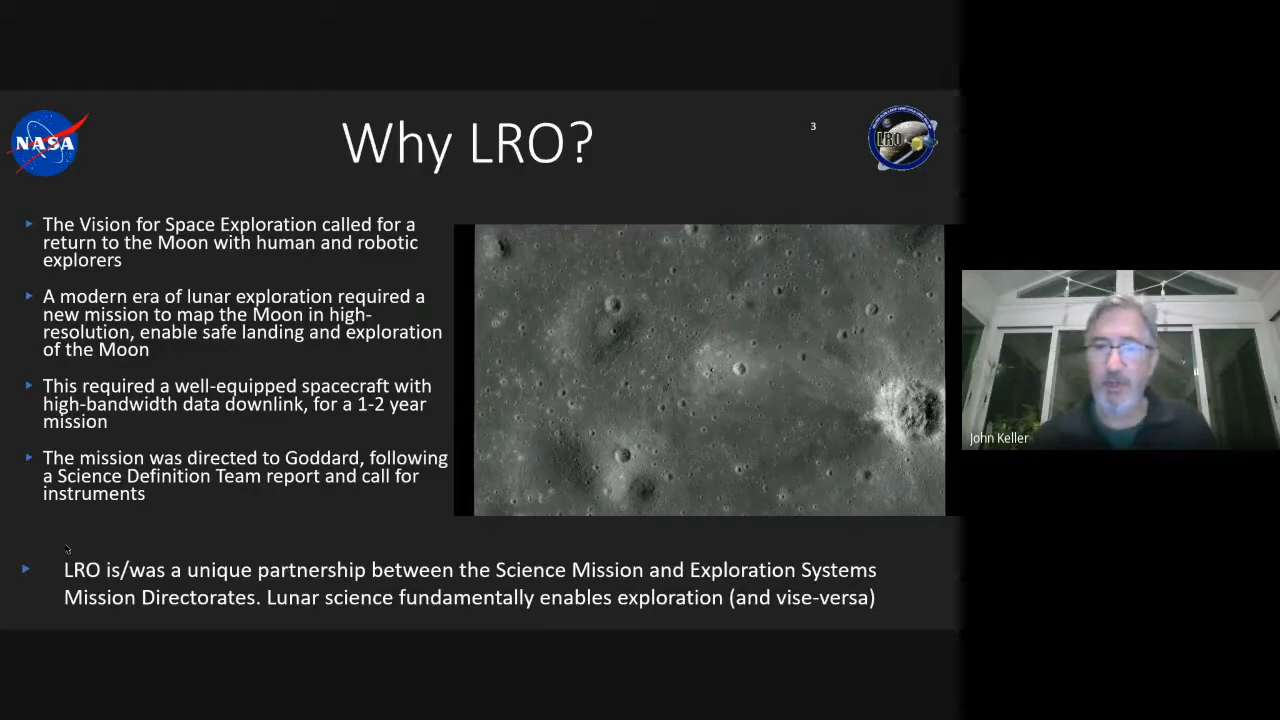 NASA
Why LRO?
3
LRO
The Vision for Space Exploration called for a
return to the Moon with human and robotic
explorers
A modern era of lunar exploration required a
new mission to map the Moon in high-
resolution, enable safe landing and exploration
of the Moon
This required a well-equipped spacecraft with
high-bandwidth data downlink, for a 1-2 year
mission
The mission was directed to Goddard, following
a Science Definition Team report and call for
instruments
John Keller
LRO is/was a unique partnership between the Science Mission and Exploration Systems
Mission Directorates. Lunar science fundamentally enables exploration (and vise-versa)